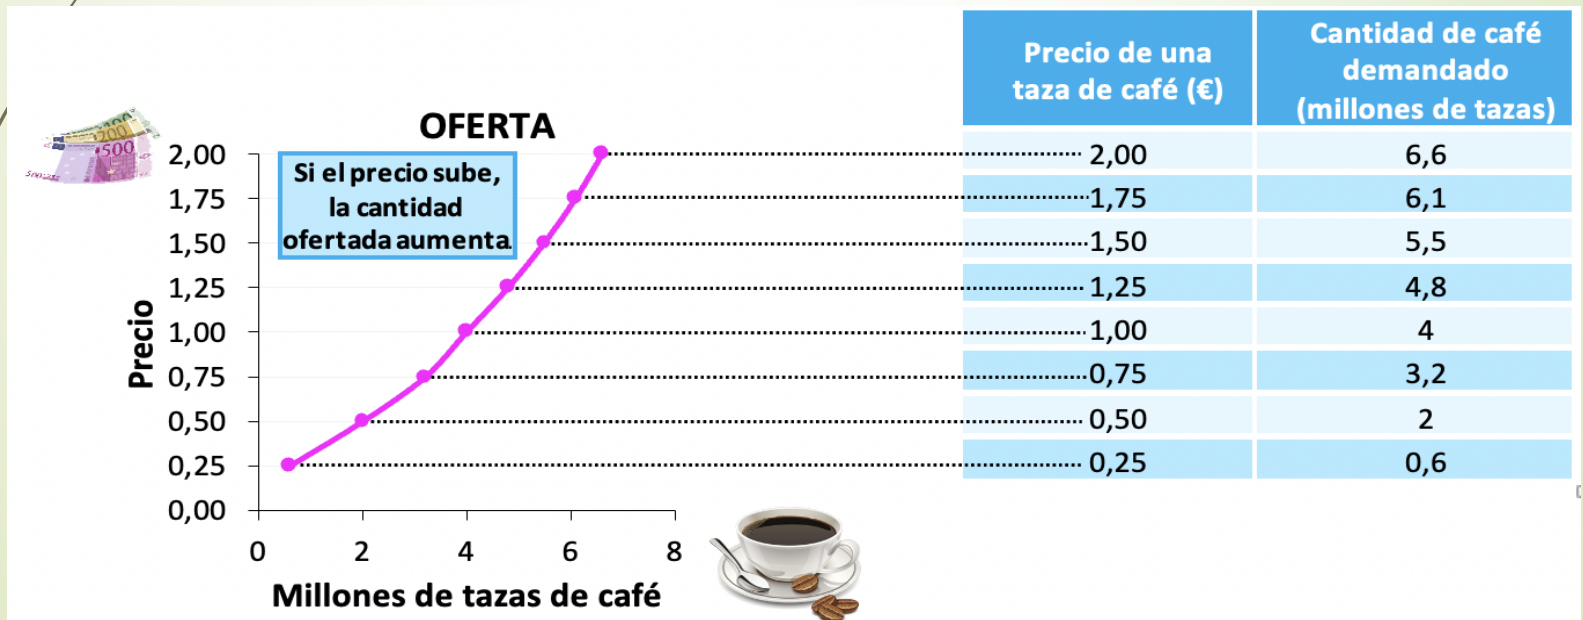 OFERTA
Si el precio sube,
la cantidad
ofertada aumenta.
Precio
2,00
1,75
1,50
1,25
1,00
0,75
0,50
0,25
0,00
0 2 4 6 8
Millones de tazas de café
500
200
100
Precio de una
taza de café (€)
Cantidad de café
demandado
(millones de tazas)
2,00 6,6
1,75 6,1
1,50 5,5
1,25 4,8
1,00 4
0,75 3,2
0,50 2
0,25 0,6